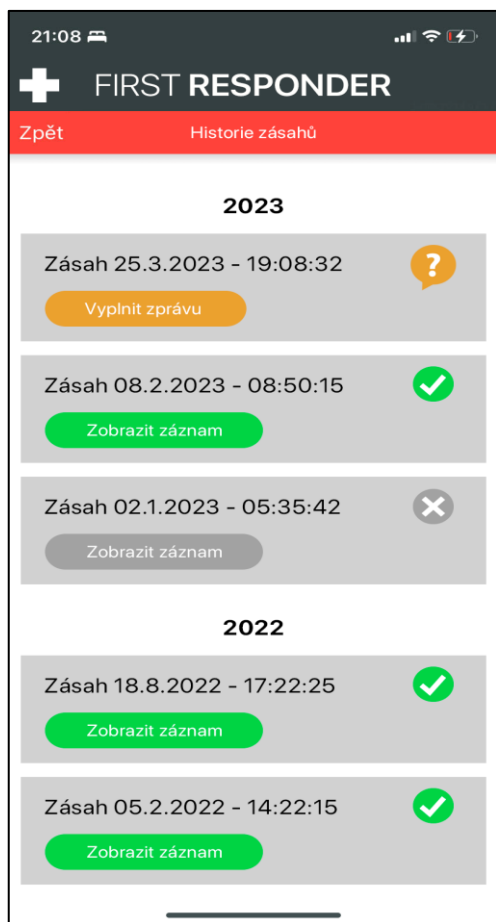 21:08
FIRST RESPONDER
Zpět Historie zásahů
2023
Zásah 25.3.2023 - 19:08:32
?
Vyplnit zprávu
Zásah 08.2.2023 - 08:50:15
Zobrazit záznam
Zásah 02.1.2023 - 05:35:42
Zobrazit záznam
2022
Zásah 18.8.2022 - 17:22:25
Zobrazit záznam
Zásah 05.2.2022 - 14:22:15
Zobrazit záznam